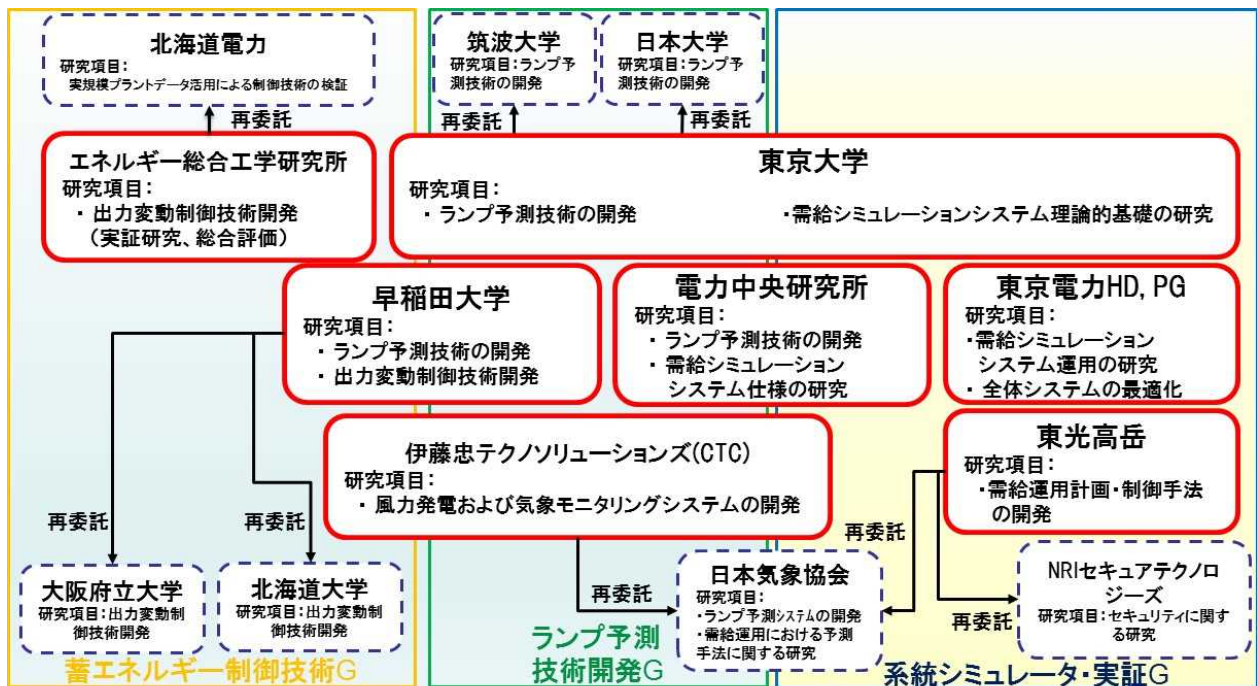 北海道電力
研究項目:
実規模プラントデータ活用による制御技術の検証
再委託
エネルギー総合工学研究所
研究項目:
・出力変動制御技術開発
(実証研究、総合評価)
筑波大学
研究項目:ランプ予
測技術の開発
日本大学
研究項目:ランプ予
測技術の開発
再委託
再委託
東京大学
研究項目:
・ランプ予測技術の開発
・需給シミュレーションシステム理論的基礎の研究
早稲田大学
研究項目:
・ランプ予測技術の開発
・出力変動制御技術開発
電力中央研究所
研究項目:
・ランプ予測技術の開発
・需給シミュレーション
システム仕様の研究
東京電力HD, PG
研究項目:
・需給シミュレーション
システム運用の研究
・全体システムの最適化
伊藤忠テクノソリューションズ(CTC)
研究項目:
・風力発電および気象モニタリングシステムの開発
東光高岳
研究項目:
・需給運用計画・制御手法
の開発
再委託
再委託
再委託
再委託
再委託
大阪府立大学
研究項目:出力変動制
御技術開発
北海道大学
研究項目:出力変動制
御技術開発
日本気象協会
研究項目:
・ランプ予測システムの開発
・需給運用における予測
手法に関する研究
NRIセキュアテクノロ
ジーズ
研究項目:セキュリティに関す
る研究
蓄エネルギー制御技術G
ランプ予測
技術開発G
系統シミュレータ・実証G